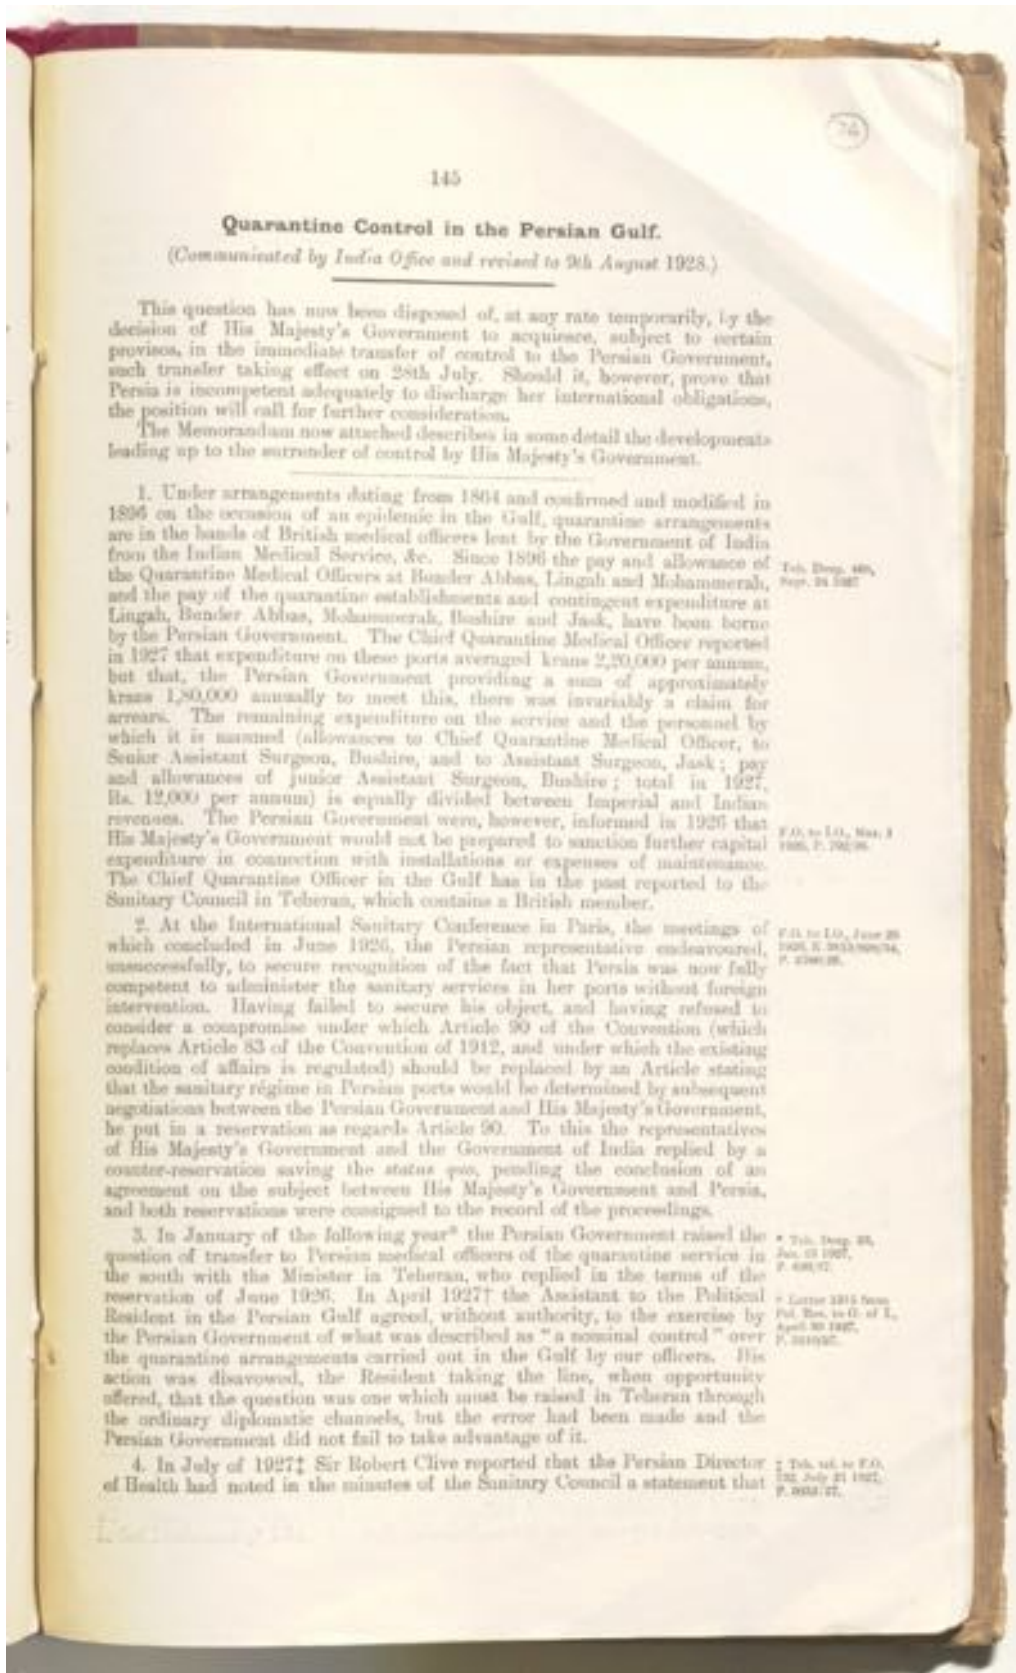 145
Quarantine Control in the Persian Gulf.
(Communicated by India Office and revised to 9th August 1928.)
This question has now been disposed of, at any rate temporarily, by the
decision of His Majesty's Government to acquiesce, subject to certain
provisos, in the immediate transfer of control to the Persian Government,
such transfer taking effect on 28th July. Should it, however, prove that
Persia is incompetent adequately to discharge her international obligations,
the position will call for further consideration.
The Memorandum now attached describes in some detail the developments
leading up to the surrender of control by His Majesty's Government.
1. Under arrangements dating from 1864 and confirmed and modified in
1896 on the occasion of an epidemic in the Gulf, quarantine arrangements
are in the hands of British medical officers lent by the Government of India
from the Indian Medical Service, &c. Since 1896 the pay and allowance of
the Quarantine Medical Officers at Bunder Abbas, Lingah and Mohammerah,
and the pay of the quarantine establishments and contingent expenditure at
Lingah, Bunder Abbas, Mohammerah, Bushire and Jask, have been borne
by the Persian Government. The Chief Quarantine Medical Officer reported
in 1927 that expenditure on these ports averaged krans 2,20,000 per annum,
but that, the Persian Government providing a sum of approximately
krans 1,80,000 annually to meet this, there was invariably a claim for
arrears. The remaining expenditure on the service and the personnel by
which it is manned (allowances to Chief Quarantine Medical Officer, to
Senior Assistant Surgeon, Bushire, and to Assistant Surgeon, Jask; pay
and allowances of junior Assistant Surgeon, Bushire; total in 1927,
Rs. 12,000 per annum) is equally divided between Imperial and Indian
revenues. The Persian Government were, however, informed in 1926 that
His Majesty's Government would not be prepared to sanction further capital
expenditure in connection with installations or expenses of maintenance.
The Chief Quarantine Officer in the Gulf has in the past reported to the
Sanitary Council in Teheran, which contains a British member.
2. At the International Sanitary Conference in Paris, the meetings of
which concluded in June 1926, the Persian representative endeavoured,
unsuccessfully, to secure recognition of the fact that Persia was now fully
competent to administer the sanitary services in her ports without foreign
intervention. Having failed to secure his object, and having refused to
consider a compromise under which Article 90 of the Convention (which
replaces Article 83 of the Convention of 1912, and under which the existing
condition of affairs is regulated) should be replaced by an Article stating
that the sanitary régime in Persian ports would be determined by subsequent
negotiations between the Persian Government and His Majesty's Government,
he put in a reservation as regards Article 90. To this the representatives
of His Majesty's Government and the Government of India replied by a
counter-reservation saving the status quo, pending the conclusion of an
agreement on the subject between His Majesty's Government and Persia,
and both reservations were consigned to the record of the proceedings.
3. In January of the following year* the Persian Government raised the
question of transfer to Persian medical officers of the quarantine service in
the south with the Minister in Teheran, who replied in the terms of the
reservation of June 1926. In April 1927† the Assistant to the Political
Resident in the Persian Gulf agreed, without authority, to the exercise by
the Persian Government of what was described as "a nominal control" over
the quarantine arrangements carried out in the Gulf by our officers. His
action was disavowed, the Resident taking the line, when opportunity
offered, that the question was one which must be raised in Teheran through
the ordinary diplomatic channels, but the error had been made and the
Persian Government did not fail to take advantage of it.
4. In July of 1927‡ Sir Robert Clive reported that the Persian Director
of Health had noted in the minutes of the Sanitary Council a statement that
Teh. Desp.
Sept. 24 1927
F.O. to I.O.,
F.O. to I.O., June
* Teh. Desp.
Jan. 1927,
Letter from
Pol. Res. to G. of I.,
April 1927,
‡ Teh. tel. to F.O.
July 21 1927,